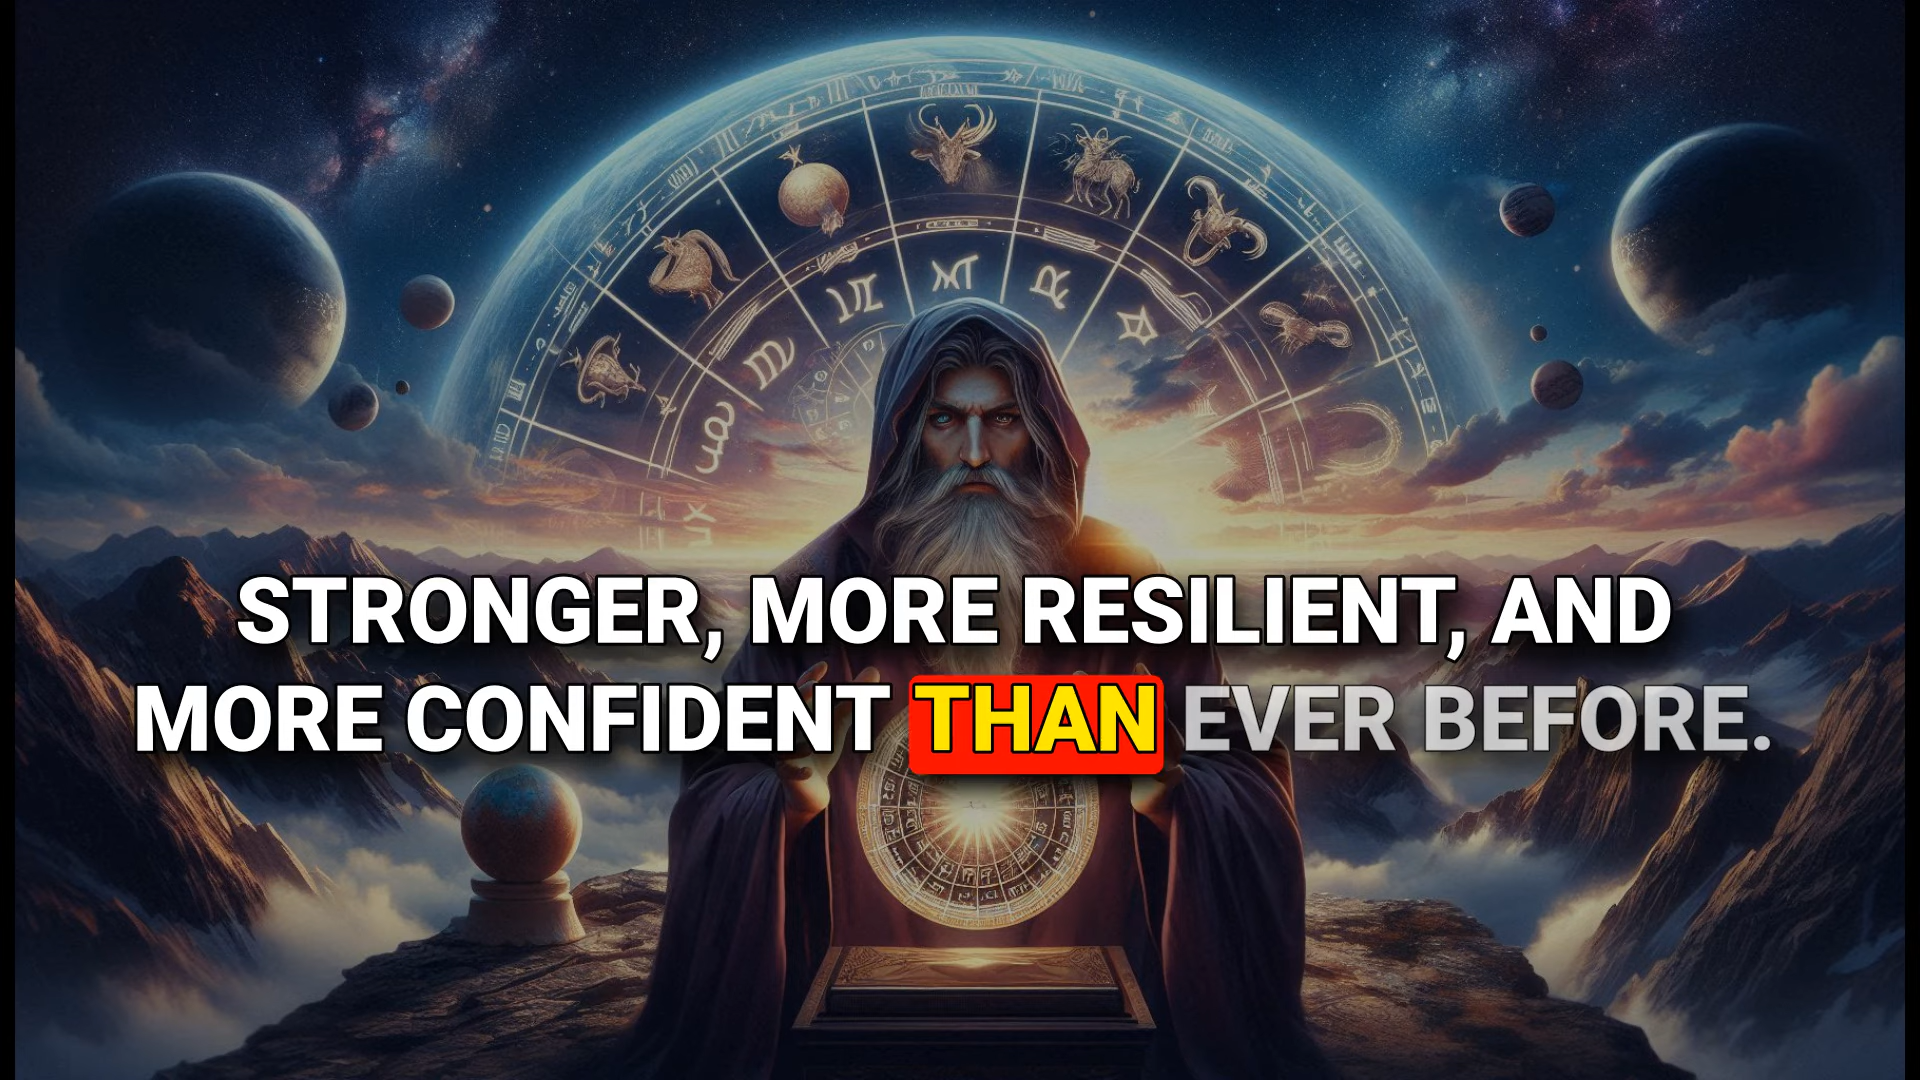 STRONGER, MORE RESILIENT, AND
MORE CONFIDENT THAN EVER BEFORE.